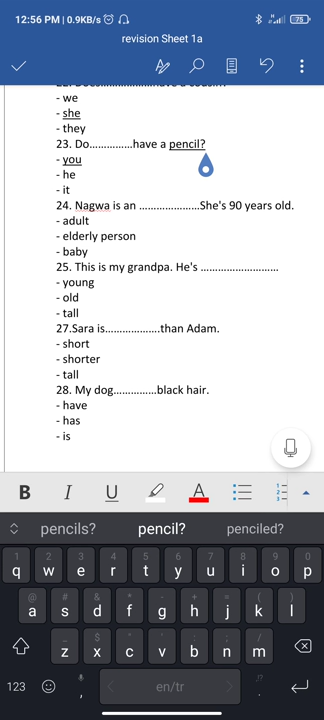 12:56 PM | 0.9KB/s
75
revision Sheet 1a
- we
- she
- they
23. Do……………have a pencil?
- you
- he
- it
24. Nagwa is an …………………She's 90 years old.
- adult
- elderly person
- baby
25. This is my grandpa. He's ………………………
- young
- old
- tall
27.Sara is……………….than Adam.
- short
- shorter
- tall
28. My dog……………black hair.
- have
- has
- is
B I U A
pencils? pencil? penciled?
1 2 3 4 5 6 7 8 9 0
q w e r t y u i o p
@ # & * - + = ( )
a s d f g h j k l
_ $ " ' : ; /
z x c v b n m
123 , en/tr .